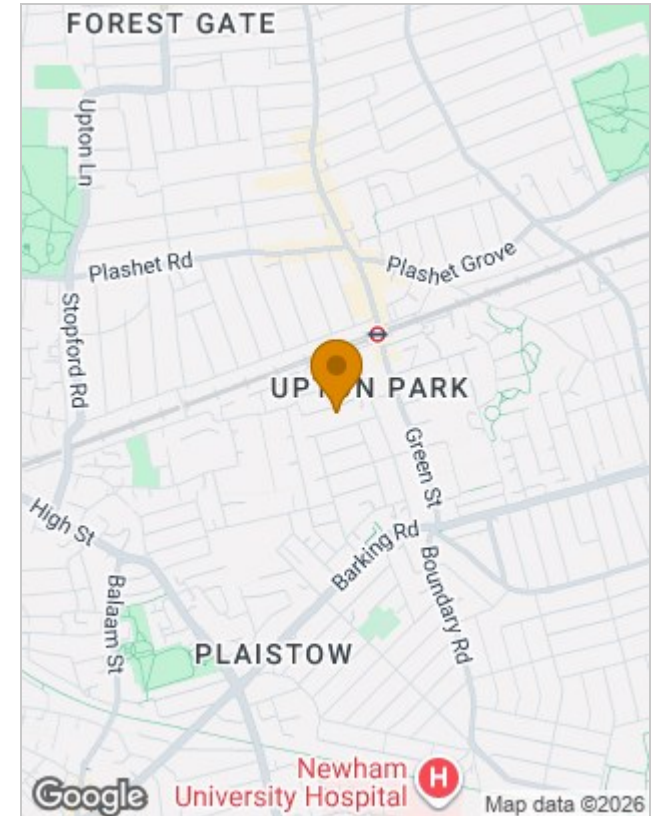 FOREST GATE
Upton Ln
Plashet Rd
Plashet Grove
Stopford Rd
UPTON PARK
Green St
High St
Barking Rd
Boundary Rd
Balaam St
PLAISTOW
Newham
University Hospital
H
Google
Map data ©2026